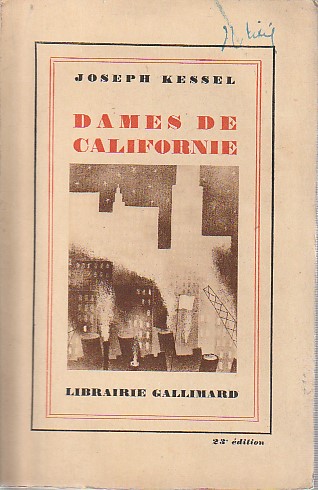 JOSEPH KESSEL
DAMES DE
CALIFORNIE
LIBRAIRIE GALLIMARD
23e édition